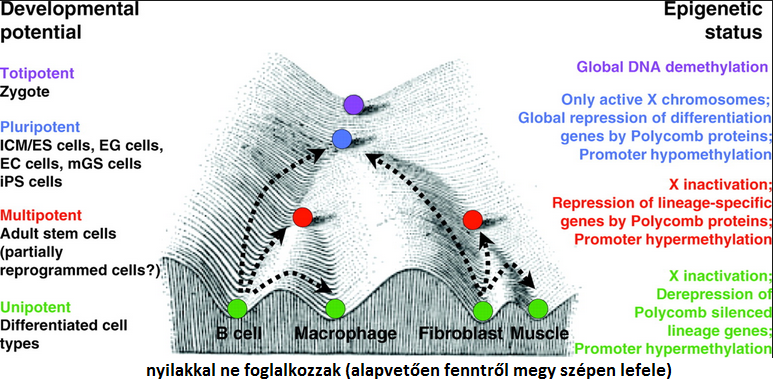 Developmental
potential
Totipotent
Zygote
Pluripotent
ICM/ES cells, EG cells,
EC cells, mGS cells
iPS cells
Multipotent
Adult stem cells
(partially
reprogrammed cells?)
Unipotent
Differentiated cell
types
B cell
Macrophage
Fibroblast
Muscle
Epigenetic
status
Global DNA demethylation
Only active X chromosomes;
Global repression of differentiation
genes by Polycomb proteins;
Promoter hypomethylation
X inactivation;
Repression of lineage-specific
genes by Polycomb proteins;
Promoter hypermethylation
X inactivation;
Derepression of
Polycomb silenced
lineage genes;
Promoter hypermethylation
nyilakkal ne foglalkozzak (alapvetően fenntről megy szépen lefele)